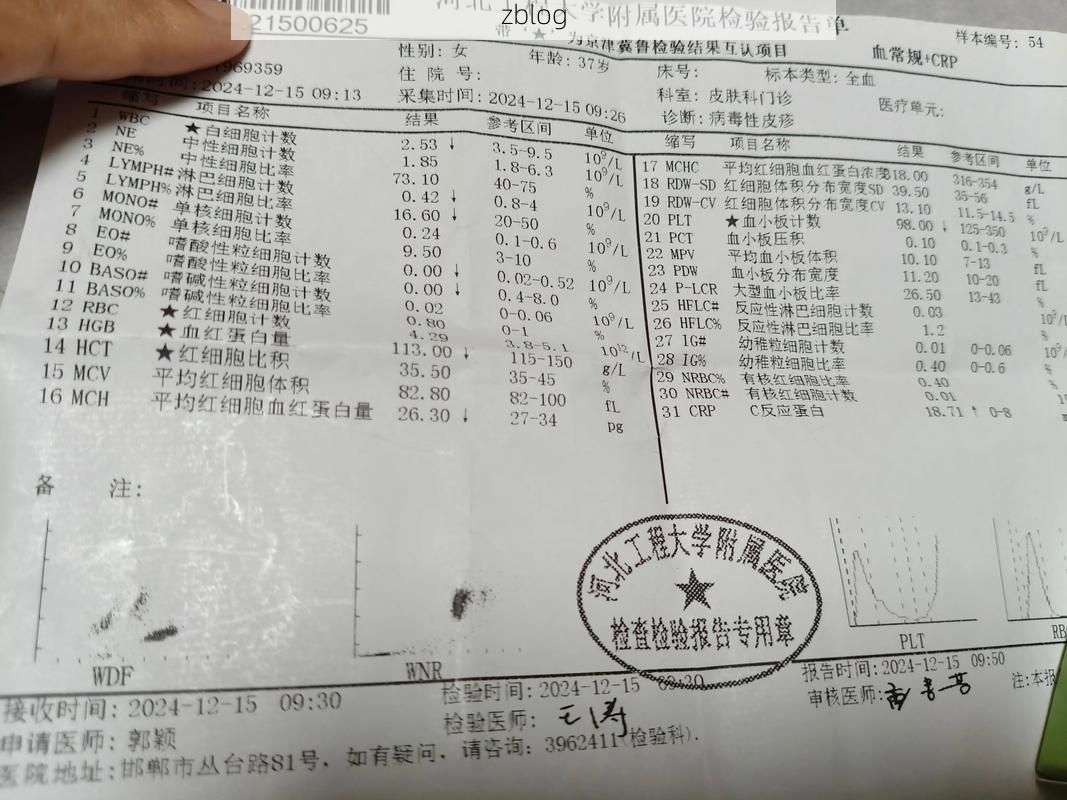 zblog
河北工程大学附属医院检验报告单
21500625
带 ★ 为京津冀鲁检验结果互认项目
血常规+CRP
样本编号: 54
1969359
性别: 女
年龄: 37岁
住 院 号:
床号:
标本类型: 全血
时间: 2024-12-15 09:13
采集时间: 2024-12-15 09:26
科室: 皮肤科门诊
医疗单元:
诊断: 病毒性皮疹
缩写 项目名称 结果 参考区间 单位
1 WBC ★白细胞计数 2.53 ↓ 3.5-9.5 10^9/L
2 NE 中性细胞计数 1.85 1.8-6.3 10^9/L
3 NE% 中性细胞比率 73.10 40-75 %
4 LYMPH# 淋巴细胞计数 0.42 ↓ 0.8-4 10^9/L
5 LYMPH% 淋巴细胞比率 16.60 ↓ 20-50 %
6 MONO# 单核细胞计数 0.24 0.1-0.6 10^9/L
7 MONO% 单核细胞比率 9.50 3-10 %
8 EO# 嗜酸性粒细胞计数 0.00 ↓ 0.02-0.52 10^9/L
9 EO% 嗜酸性粒细胞比率 0.00 ↓ 0.4-8.0 %
10 BASO# 嗜碱性粒细胞计数 0.02 0-0.06 10^9/L
11 BASO% 嗜碱性粒细胞比率 0.80 0-1 %
12 RBC ★红细胞计数 4.29 3.8-5.1 10^12/L
13 HGB ★血红蛋白量 113.00 ↓ 115-150 g/L
14 HCT ★红细胞比积 35.50 35-45 %
15 MCV 平均红细胞体积 82.80 82-100 fL
16 MCH 平均红细胞血红蛋白量 26.30 ↓ 27-34 pg
缩写 项目名称 结果 参考区间 单位
17 MCHC 平均红细胞血红蛋白浓度 318.00 316-354 g/L
18 RDW-SD 红细胞体积分布宽度SD 39.50 35-56 fL
19 RDW-CV 红细胞体积分布宽度CV 13.10 11.5-14.5 %
20 PLT ★血小板计数 98.00 ↓ 125-350 10^9/L
21 PCT 血小板压积 0.10 0.1-0.3 %
22 MPV 平均血小板体积 10.10 7-13 fL
23 PDW 血小板分布宽度 11.20 10-20 fL
24 P-LCR 大型血小板比率 26.50 13-43 %
25 HFLC# 反应性淋巴细胞计数 0.03
26 HFLC% 反应性淋巴细胞比率 1.2 %
27 IG# 幼稚粒细胞计数 0.01 0-0.06
28 IG% 幼稚粒细胞比率 0.40 0-0.6 %
29 NRBC% 有核红细胞比率 0.40
30 NRBC# 有核红细胞计数 0.01
31 CRP C反应蛋白 18.71 ↑ 0-8
备 注:
河北工程大学附属医院
★
检查检验报告专用章
WDF
WNR
PLT
接收时间: 2024-12-15 09:30
检验时间: 2024-12-15 09:30
报告时间: 2024-12-15 09:50
申请医师: 郭颖
检验医师: 王涛
审核医师:
注:本报
医院地址: 邯郸市丛台路81号, 如有疑问, 请咨询: 3962411(检验科).